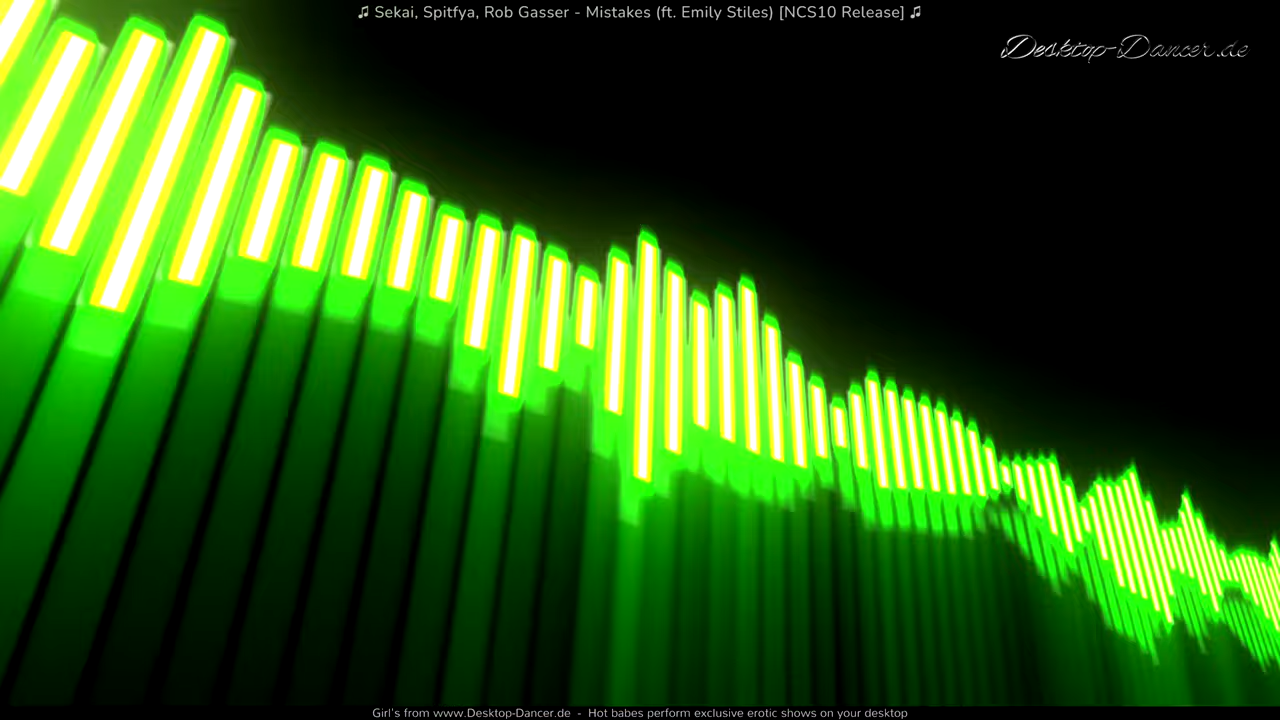 ♫ Sekai, Spitfya, Rob Gasser - Mistakes (ft. Emily Stiles) [NCS10 Release] ♫
Desktop-Dancer.de
Girl's from www.Desktop-Dancer.de - Hot babes perform exclusive erotic shows on your desktop